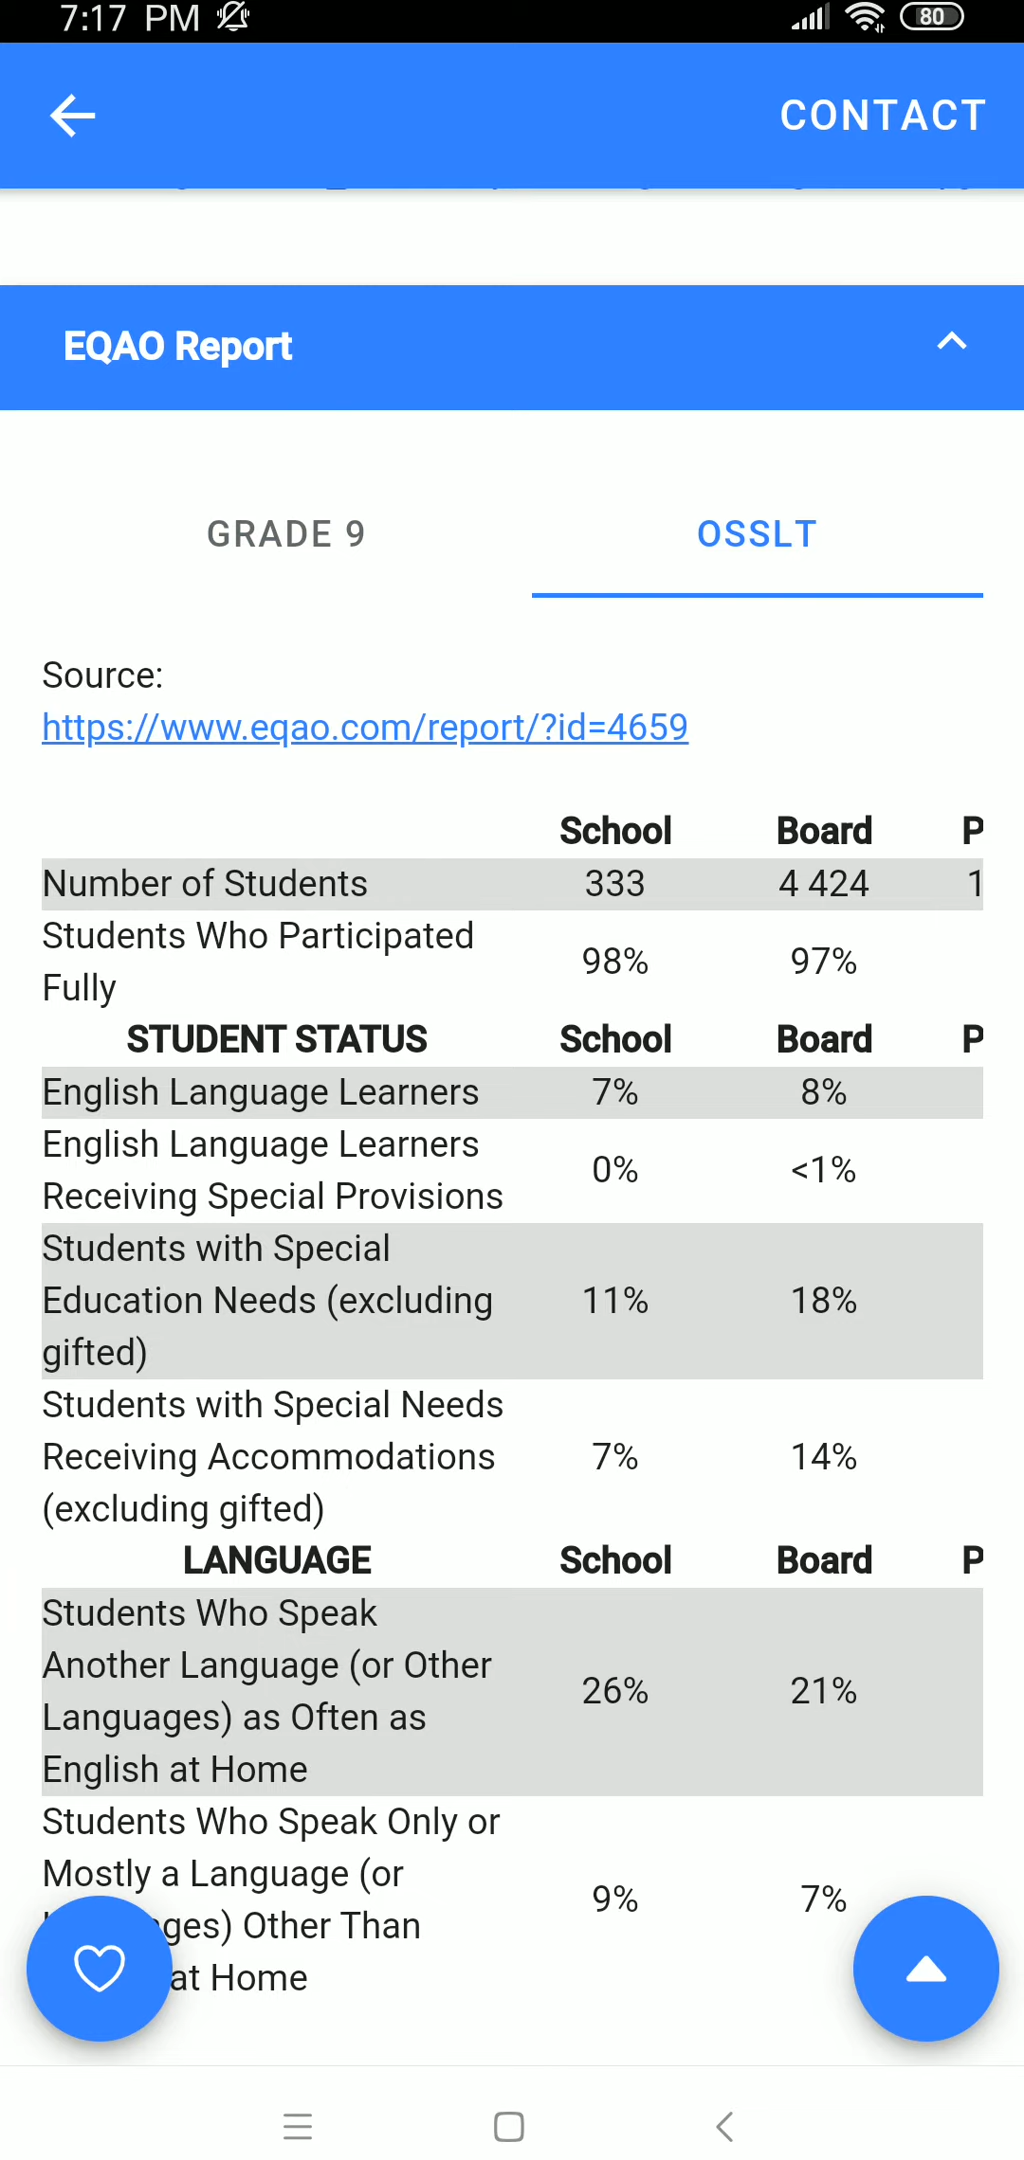 7:17 PM 80
CONTACT
EQAO Report
GRADE 9 OSSLT
Source:
https://www.eqao.com/report/?id=4659
School Board P
Number of Students 333 4 424 1
Students Who Participated
Fully 98% 97%
STUDENT STATUS School Board P
English Language Learners 7% 8%
English Language Learners
Receiving Special Provisions 0% <1%
Students with Special
Education Needs (excluding 11% 18%
gifted)
Students with Special Needs
Receiving Accommodations 7% 14%
(excluding gifted)
LANGUAGE School Board P
Students Who Speak
Another Language (or Other
Languages) as Often as 26% 21%
English at Home
Students Who Speak Only or
Mostly a Language (or
9% 7%
Other Than
at Home